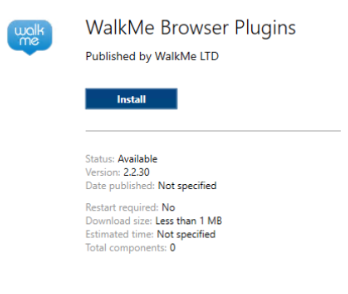 walk
me
WalkMe Browser Plugins
Published by WalkMe LTD
Install
Status: Available
Version: 2.2.30
Date published: Not specified
Restart required: No
Download size: Less than 1 MB
Estimated time: Not specified
Total components: 0